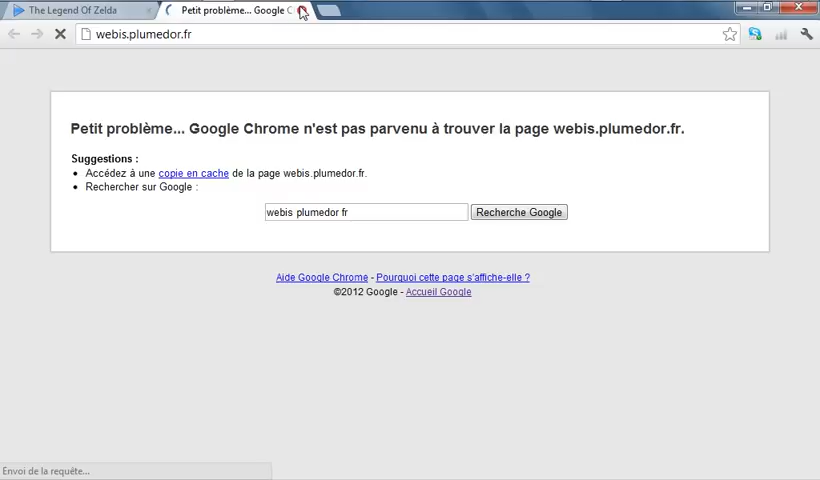 The Legend Of Zelda
Petit problème... Google C
webis.plumedor.fr
Petit problème... Google Chrome n'est pas parvenu à trouver la page webis.plumedor.fr.
Suggestions :
Accédez à une copie en cache de la page webis.plumedor.fr.
Rechercher sur Google :
webis plumedor fr Recherche Google
Aide Google Chrome - Pourquoi cette page s'affiche-elle ?
©2012 Google - Accueil Google
Envoi de la requête...